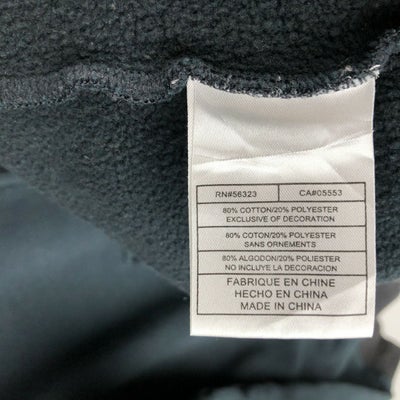 RN#56323 CA#05553
80% COTTON/20% POLYESTER
EXCLUSIVE OF DECORATION
80% COTTON/20% POLYESTER
SANS ORNEMENTS
80% ALGODON/20% POLIESTER
NO INCLUYE LA DECORACION
FABRIQUE EN CHINE
HECHO EN CHINA
MADE IN CHINA